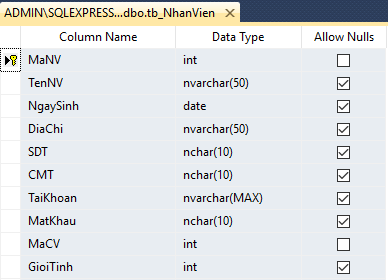 ADMIN\SQLEXPRESS...dbo.tb_NhanVien
Column Name Data Type Allow Nulls
MaNV int
TenNV nvarchar(50)
NgaySinh date
DiaChi nvarchar(50)
SDT nchar(10)
CMT nchar(10)
TaiKhoan nvarchar(MAX)
MatKhau nchar(10)
MaCV int
GioiTinh int